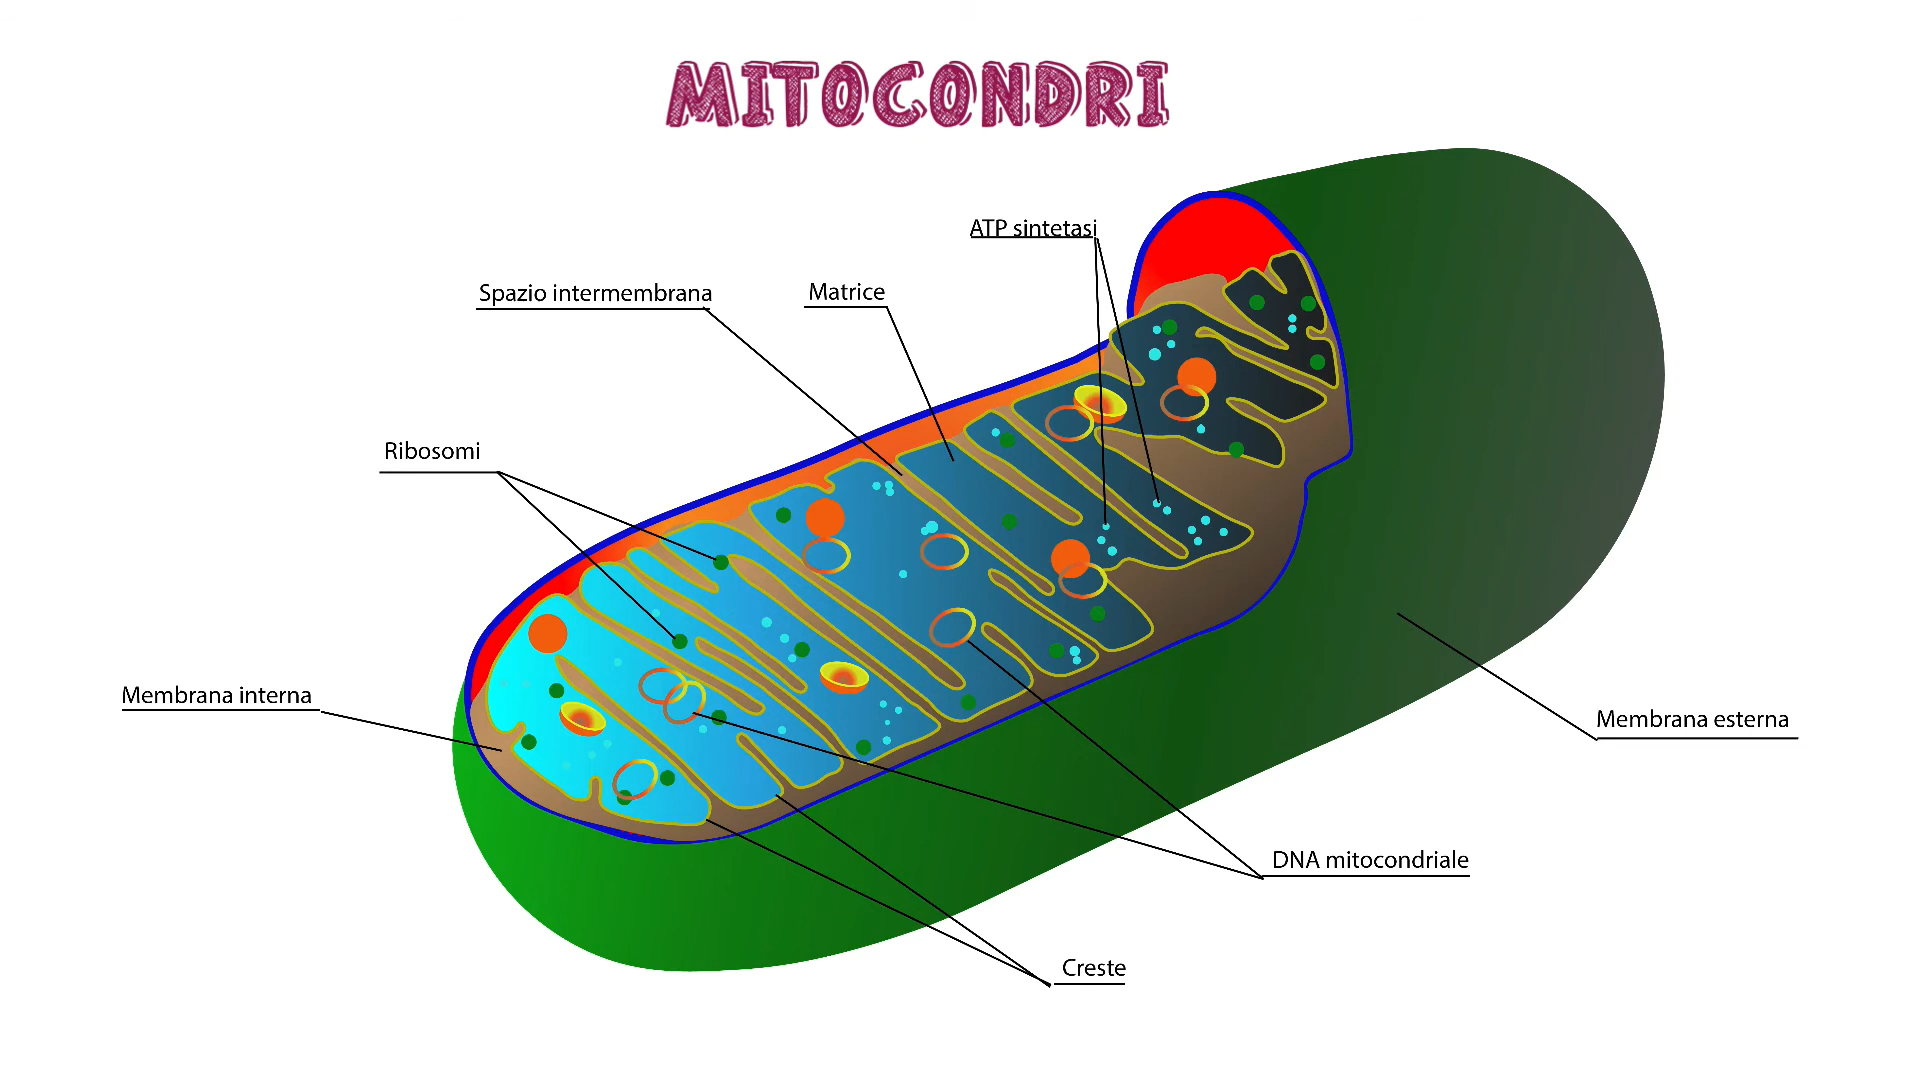 MITOCONDRI
ATP sintetasi
Spazio intermembrana
Matrice
Ribosomi
Membrana interna
Membrana esterna
DNA mitocondriale
Creste